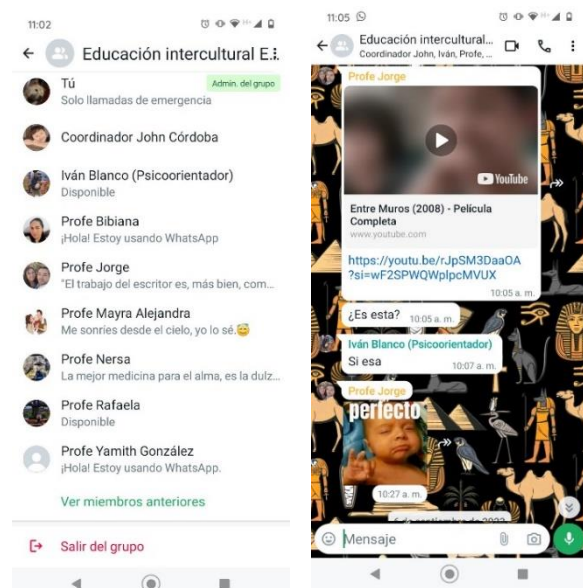 11:02
Educación intercultural E.
Tú
Admin. del grupo
Solo llamadas de emergencia
Coordinador John Córdoba
Iván Blanco (Psicoorientador)
Disponible
Profe Bibiana
¡Hola! Estoy usando WhatsApp
Profe Jorge
"El trabajo del escritor es, más bien, com...
Profe Mayra Alejandra
Me sonríes desde el cielo, yo lo sé.😇
Profe Nersa
La mejor medicina para el alma, es la dulz...
Profe Rafaela
Disponible
Profe Yamith González
¡Hola! Estoy usando WhatsApp.
Ver miembros anteriores
Salir del grupo
11:05
Educación intercultural...
Coordinador John, Iván, Profe, ...
Profe Jorge
YouTube
Entre Muros (2008) - Película
Completa
www.youtube.com
https://youtu.be/rJpSM3DaaOA
?si=wF2SPWQWplpcMVUX
10:05 a. m.
¿Es esta?
10:05 a. m.
Iván Blanco (Psicoorientador)
Si esa
10:07 a. m.
Profe Jorge
perfecto
10:27 a. m.
6 de septiembre de 2023
Mensaje